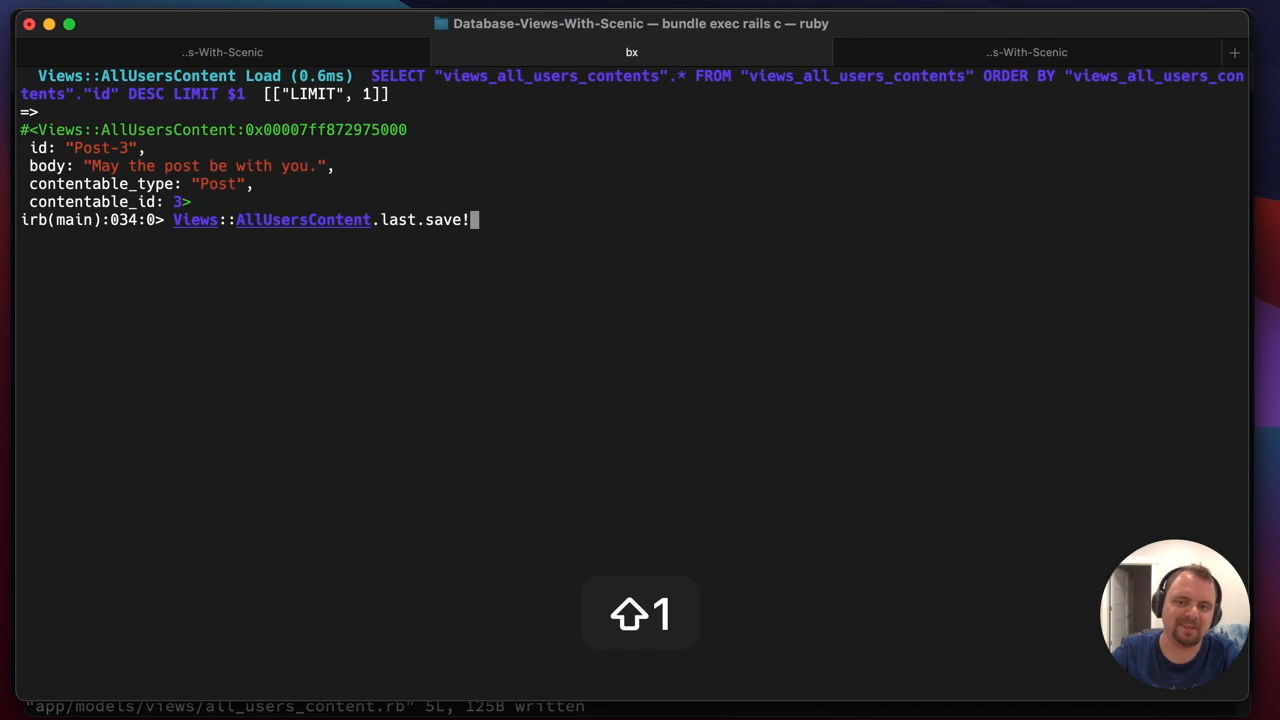 Database-Views-With-Scenic — bundle exec rails c — ruby
..s-With-Scenic
bx
..s-With-Scenic
Views::AllUsersContent Load (0.6ms)  SELECT "views_all_users_contents".* FROM "views_all_users_contents" ORDER BY "views_all_users_con
tents"."id" DESC LIMIT $1  [["LIMIT", 1]]
=>
#<Views::AllUsersContent:0x00007ff872975000
id: "Post-3",
body: "May the post be with you.",
contentable_type: "Post",
contentable_id: 3>
irb(main):034:0> Views::AllUsersContent.last.save!
⇧1
"app/models/views/all_users_content.rb" 5L, 125B written